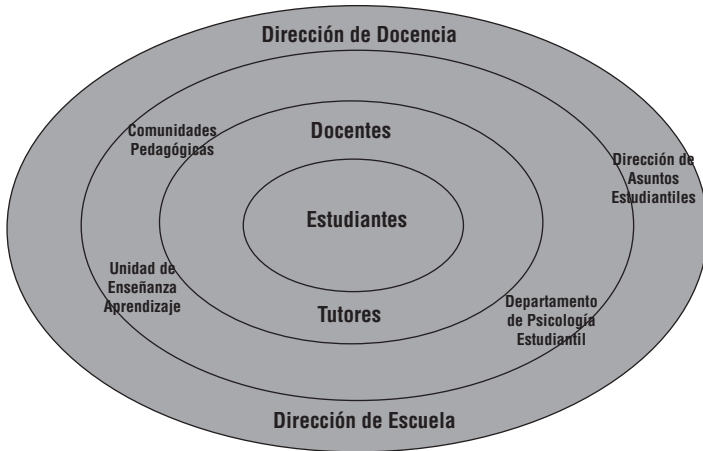 Dirección de Docencia
Comunidades
Pedagógicas
Docentes
Dirección de
Asuntos
Estudiantiles
Estudiantes
Unidad de
Enseñanza
Aprendizaje
Tutores
Departamento
de Psicología
Estudiantil
Dirección de Escuela